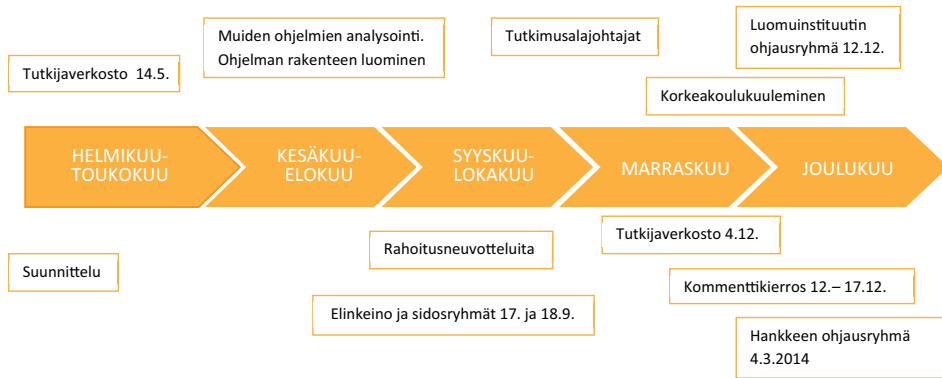 Tutkijaverkosto 14.5.
Muiden ohjelmien analysointi.
Ohjelman rakenteen luominen
Tutkimusalajohtajat
Luomuinstituutin
ohjausryhmä 12.12.
Korkeakoulukuuleminen
HELMIKUU-
TOUKOKUU
KESÄKUU-
ELOKUU
SYYSKUU-
LOKAKUU
MARRASKUU
JOULUKUU
Suunnittelu
Rahoitusneuvotteluita
Tutkijaverkosto 4.12.
Elinkeino ja sidosryhmät 17. ja 18.9.
Kommenttikierros 12.– 17.12.
Hankkeen ohjausryhmä
4.3.2014